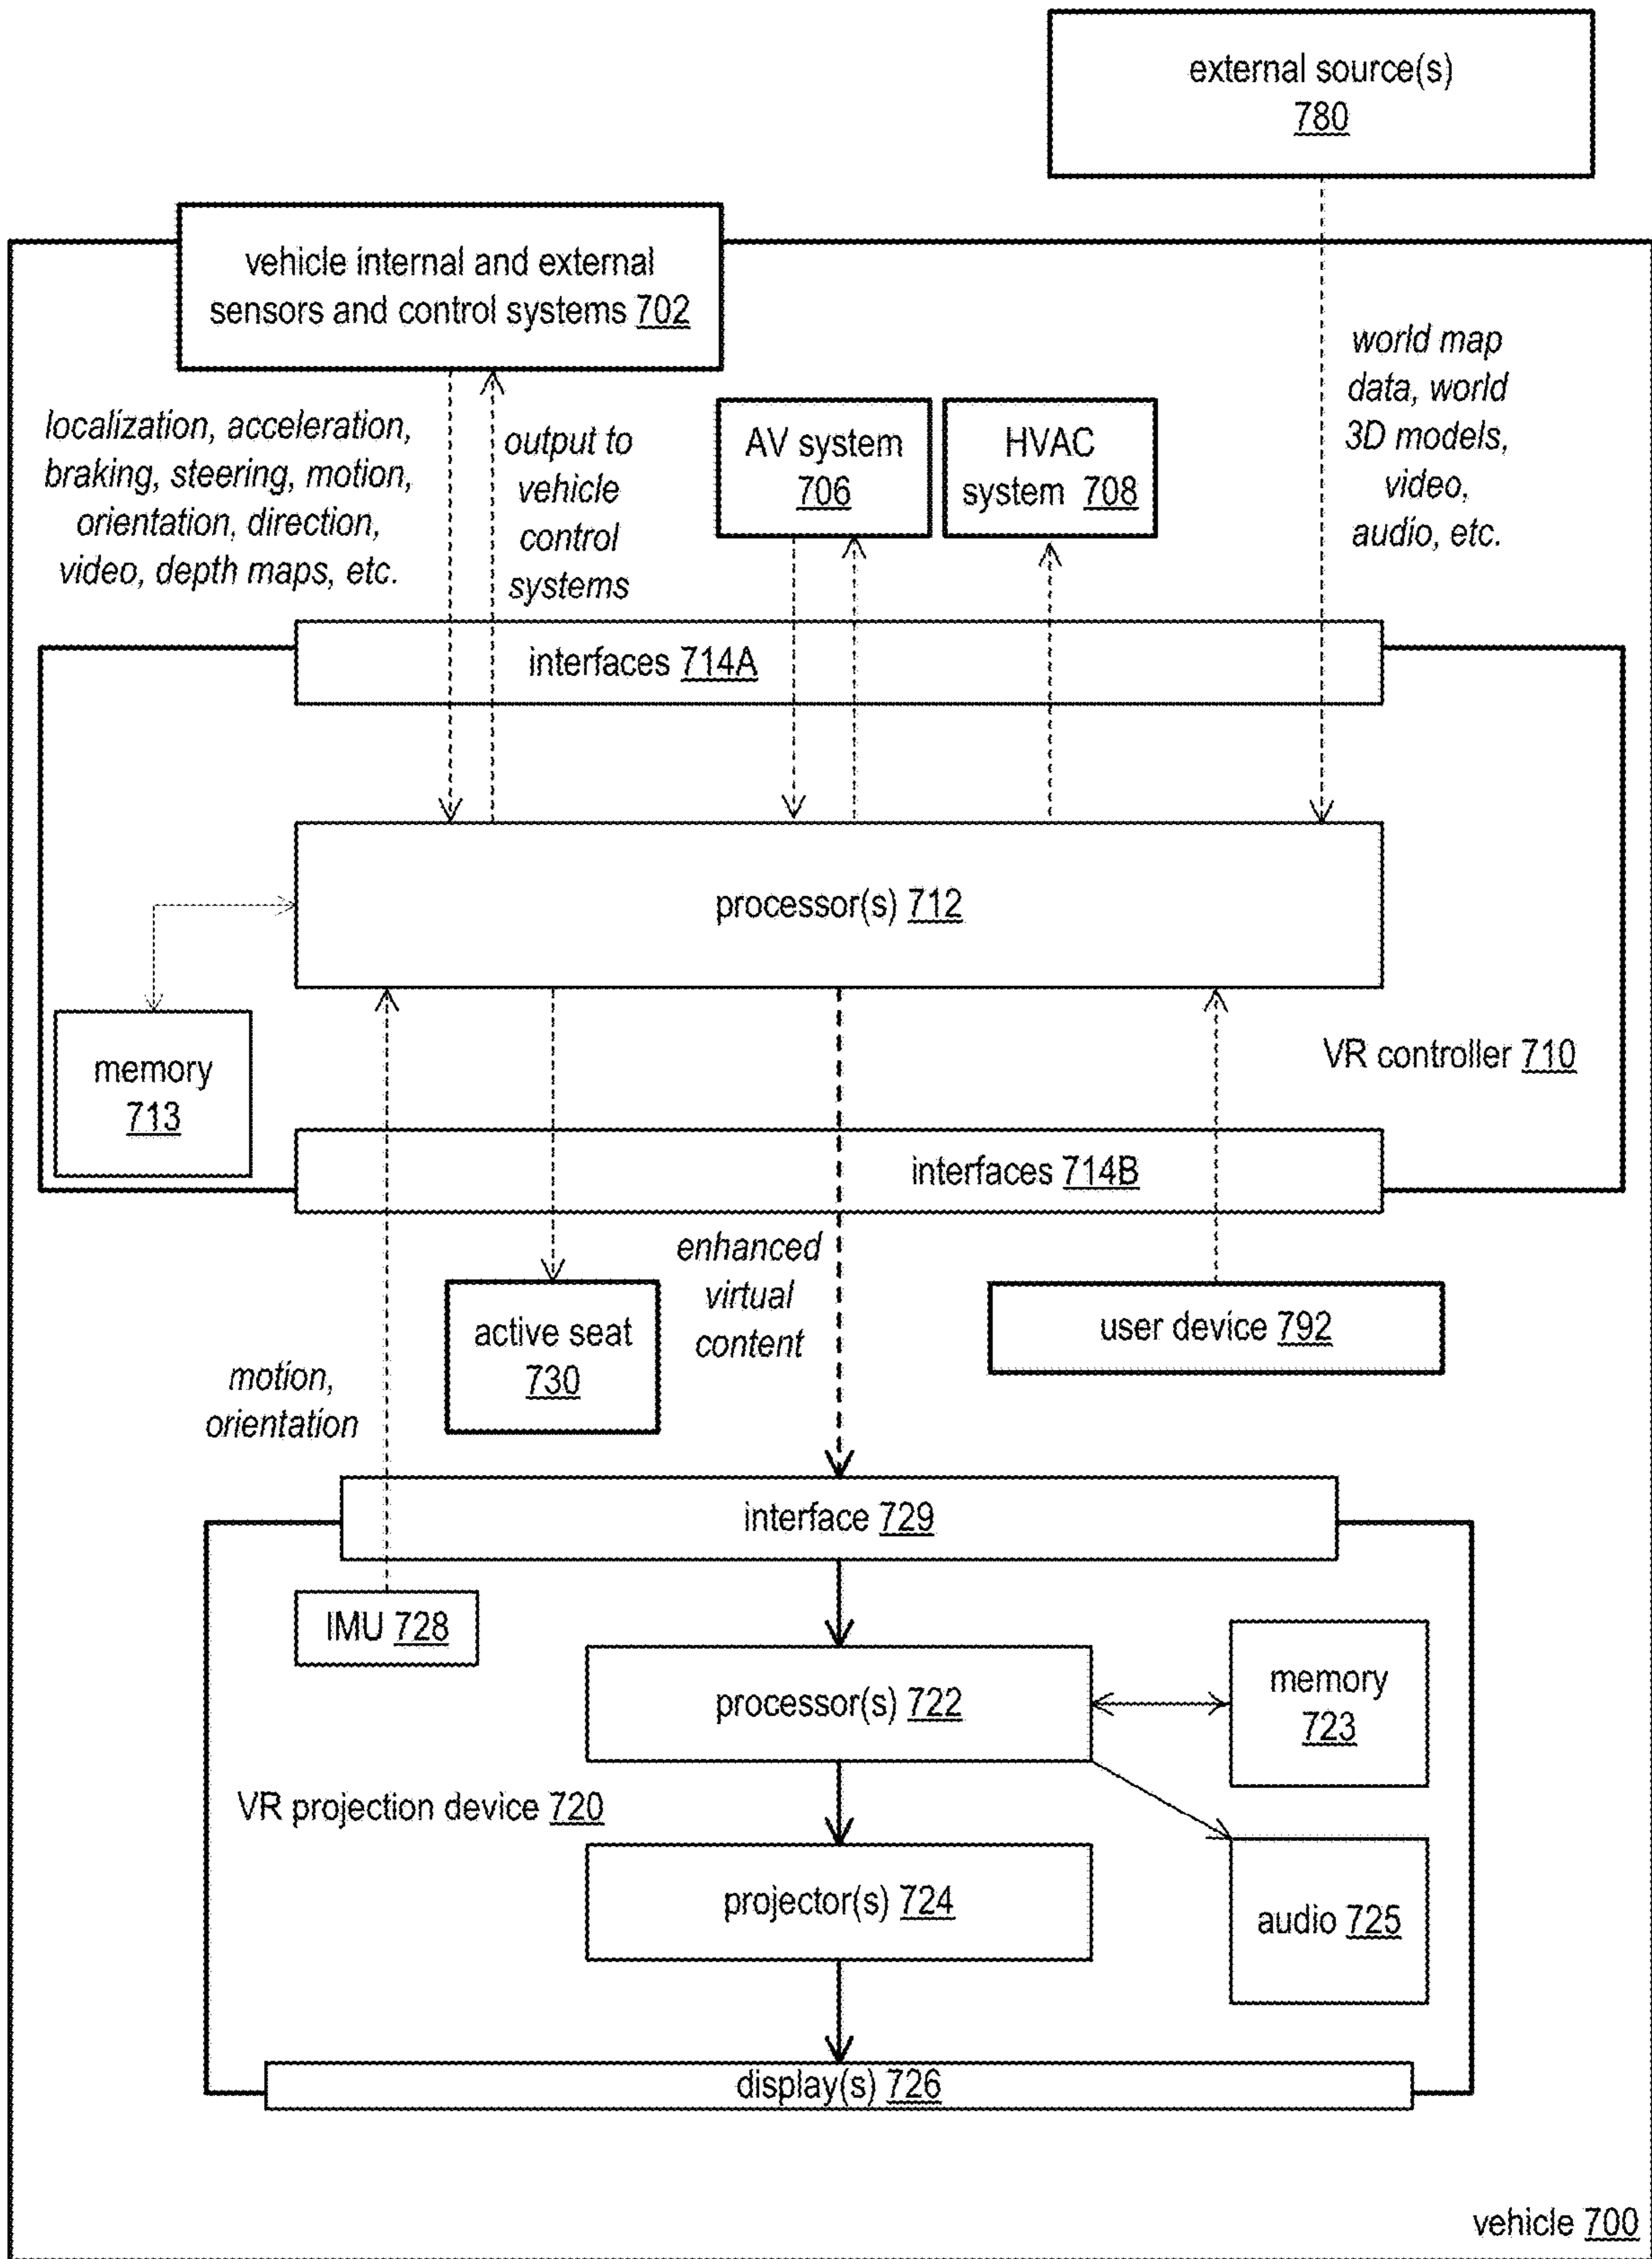 external source(s)
780
vehicle internal and external
sensors and control systems 702
world map
data, world
3D models,
video,
audio, etc.
localization, acceleration,
braking, steering, motion,
orientation, direction,
video, depth maps, etc.
output to
vehicle
control
systems
AV system
706
HVAC
system 708
interfaces 714A
processor(s) 712
memory
713
VR controller 710
interfaces 714B
enhanced
virtual
content
active seat
730
user device 792
motion,
orientation
interface 729
IMU 728
processor(s) 722
memory
723
VR projection device 720
projector(s) 724
audio 725
display(s) 726
vehicle 700